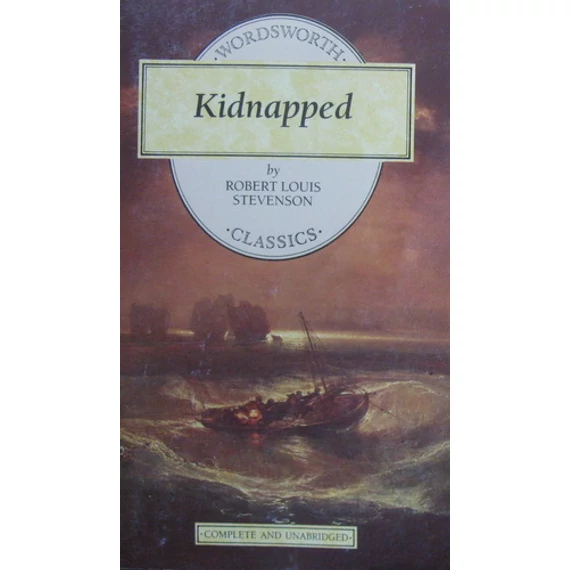 ·WORDSWORTH·
Kidnapped
by
ROBERT LOUIS
STEVENSON
·CLASSICS·
·COMPLETE AND UNABRIDGED·